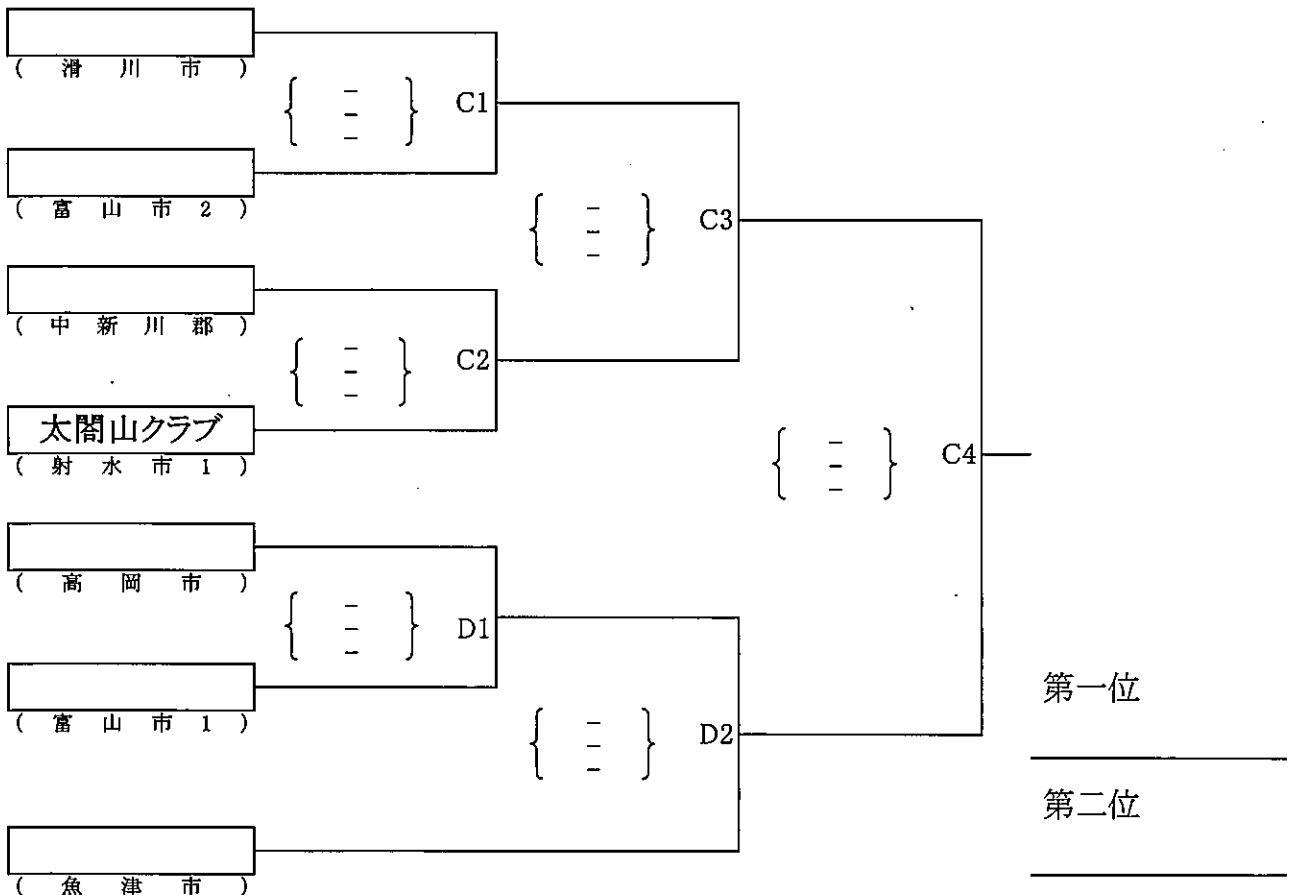 ( 滑 川 市 )
{ - - - } C1
( 富 山 市 2 )
{ - - - } C3
( 中 新 川 郡 )
{ - - - } C2
太閤山クラブ
( 射 水 市 1 )
{ - - - } C4
( 高 岡 市 )
{ - - - } D1
( 富 山 市 1 )
{ - - - } D2
( 魚 津 市 )
第一位
第二位